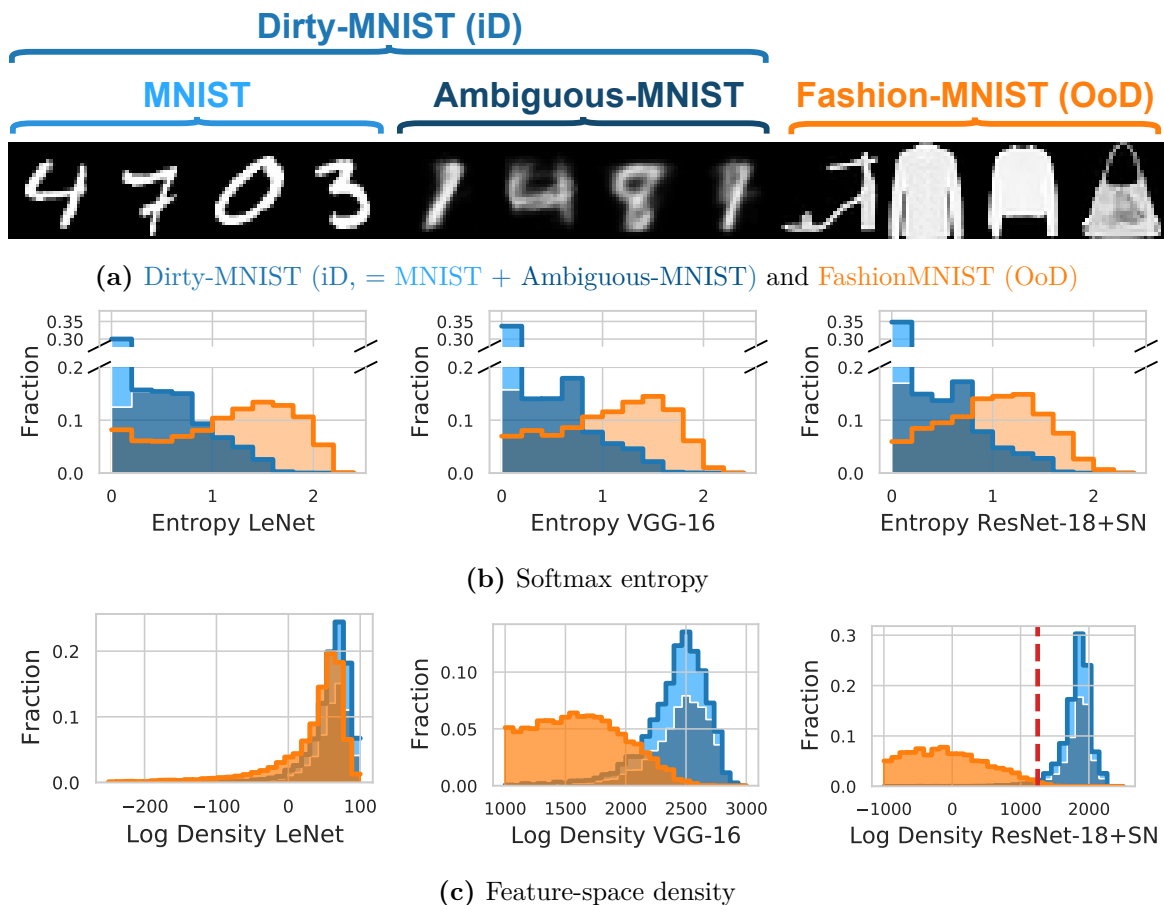 Dirty-MNIST (iD)
MNIST Ambiguous-MNIST Fashion-MNIST (OoD)
4 7 0 3
(a) Dirty-MNIST (iD, = MNIST + Ambiguous-MNIST) and FashionMNIST (OoD)
Fraction 0.35 0.30 0.2 0.1 0.0
0 1 2
Entropy LeNet
Fraction 0.35 0.30 0.2 0.1 0.0
0 1 2
Entropy VGG-16
Fraction 0.35 0.30 0.2 0.1 0.0
0 1 2
Entropy ResNet-18+SN
(b) Softmax entropy
Fraction 0.2 0.1 0.0
−200 −100 0 100
Log Density LeNet
Fraction 0.10 0.05 0.00
1000 1500 2000 2500 3000
Log Density VGG-16
Fraction 0.3 0.2 0.1 0.0
−1000 0 1000 2000
Log Density ResNet-18+SN
(c) Feature-space density